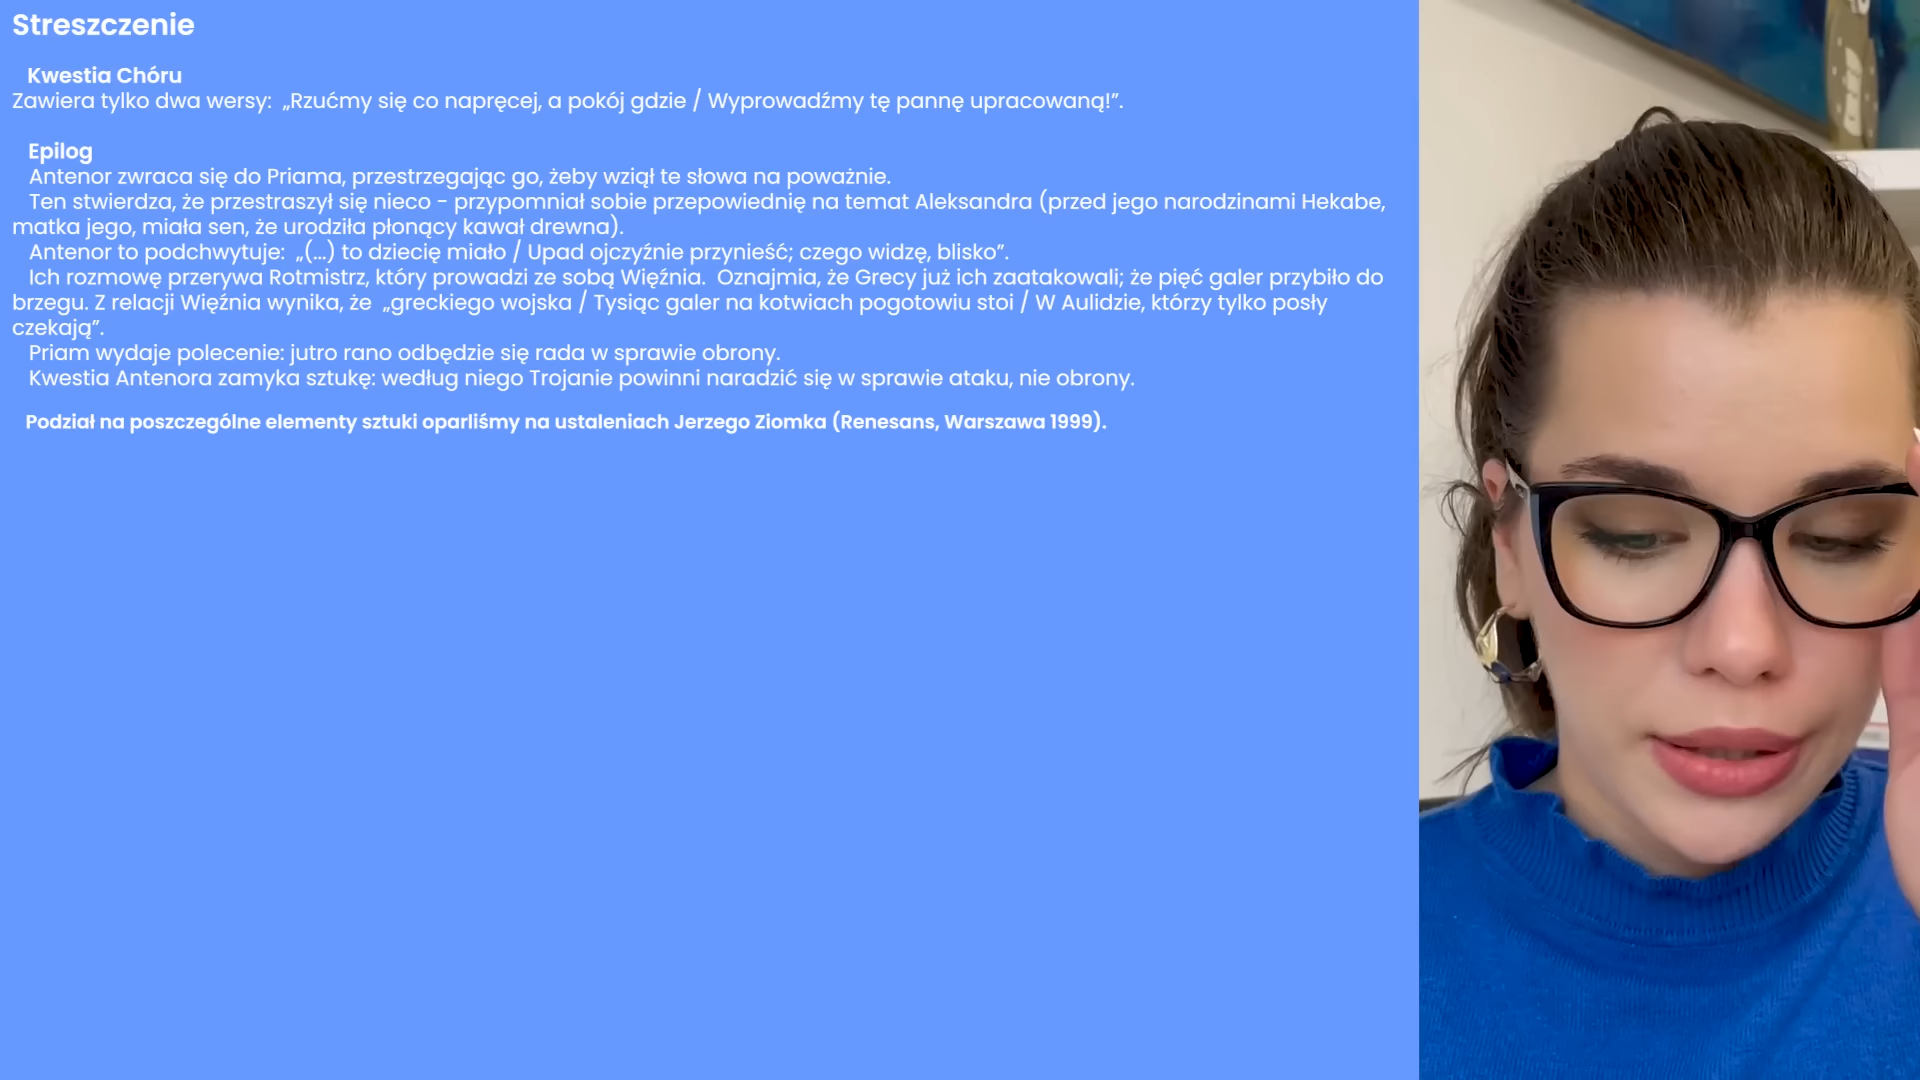 Streszczenie
Kwestia Chóru
Zawiera tylko dwa wersy:  „Rzućmy się co napręcej, a pokój gdzie / Wyprowadźmy tę pannę upracowaną!”.
Epilog
Antenor zwraca się do Priama, przestrzegając go, żeby wziął te słowa na poważnie.
Ten stwierdza, że przestraszył się nieco - przypomniał sobie przepowiednię na temat Aleksandra (przed jego narodzinami Hekabe,
matka jego, miała sen, że urodziła płonący kawał drewna).
Antenor to podchwytuje:  „(...) to dziecię miało / Upad ojczyźnie przynieść; czego widzę, blisko”.
Ich rozmowę przerywa Rotmistrz, który prowadzi ze sobą Więźnia.  Oznajmia, że Grecy już ich zaatakowali; że pięć galer przybiło do
brzegu. Z relacji Więźnia wynika, że  „greckiego wojska / Tysiąc galer na kotwiach pogotowiu stoi / W Aulidzie, którzy tylko posły
czekają”.
Priam wydaje polecenie: jutro rano odbędzie się rada w sprawie obrony.
Kwestia Antenora zamyka sztukę: według niego Trojanie powinni naradzić się w sprawie ataku, nie obrony.
Podział na poszczególne elementy sztuki oparliśmy na ustaleniach Jerzego Ziomka (Renesans, Warszawa 1999).